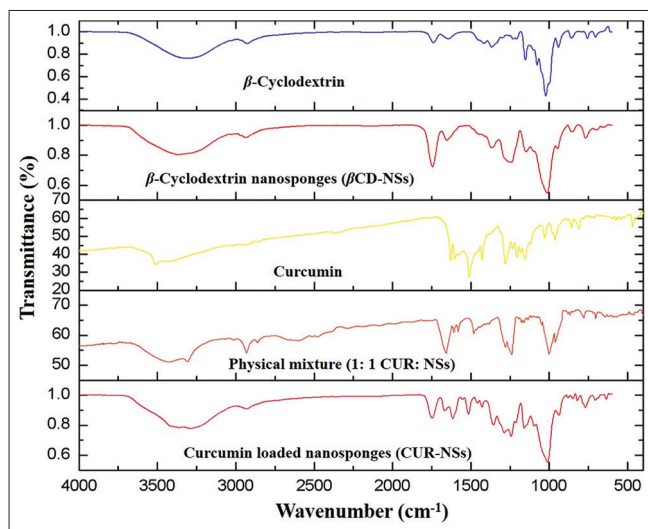 Transmittance (%)
1.0
0.8
0.6
0.4
β-Cyclodextrin
1.0
0.8
0.6
β-Cyclodextrin nanosponges (βCD-NSs)
60
50
40
30
20
Curcumin
70
60
50
Physical mixture (1: 1 CUR: NSs)
1.0
0.8
0.6
Curcumin loaded nanosponges (CUR-NSs)
4000 3500 3000 2500 2000 1500 1000 500
Wavenumber (cm⁻¹)